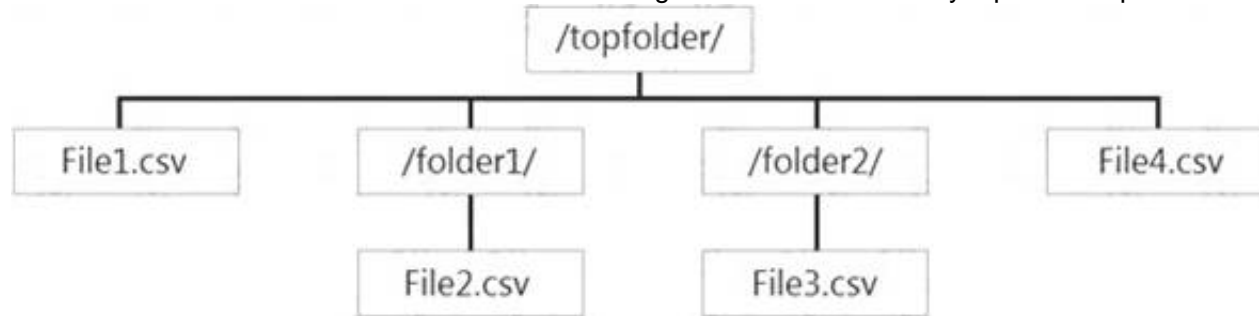 /topfolder/
File1.csv
/folder1/
/folder2/
File4.csv
File2.csv
File3.csv